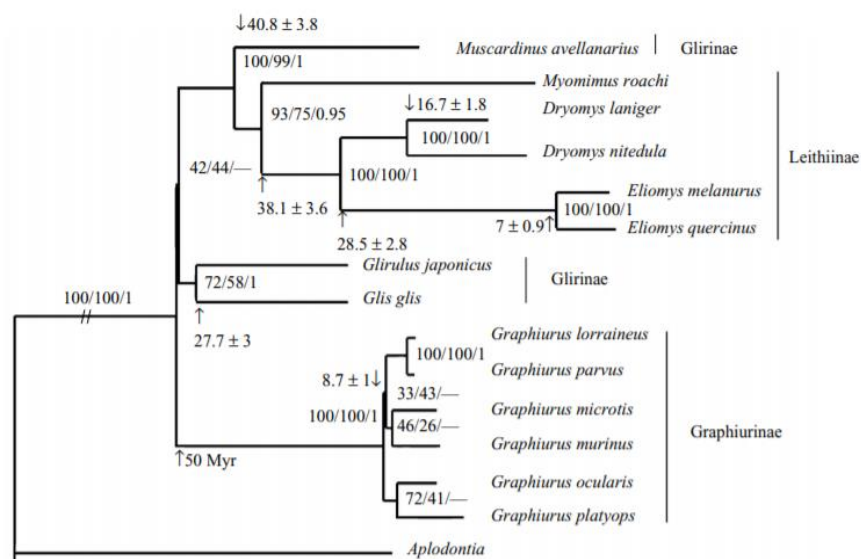 ↓40.8 ± 3.8
Muscardinus avellanarius
Glirinae
100/99/1
Myomimus roachi
93/75/0.95
↓16.7 ± 1.8
Dryomys laniger
100/100/1
Dryomys nitedula
Leithiinae
42/44/—
100/100/1
↑
38.1 ± 3.6
Eliomys melanurus
100/100/1
7 ± 0.9↑
Eliomys quercinus
↑
28.5 ± 2.8
Glirulus japonicus
72/58/1
Glirinae
Glis glis
100/100/1
//
↑
27.7 ± 3
Graphiurus lorraineus
100/100/1
Graphiurus parvus
8.7 ± 1↓
33/43/—
Graphiurus microtis
100/100/1
46/26/—
Graphiurinae
Graphiurus murinus
↑50 Myr
Graphiurus ocularis
72/41/—
Graphiurus platyops
Aplodontia